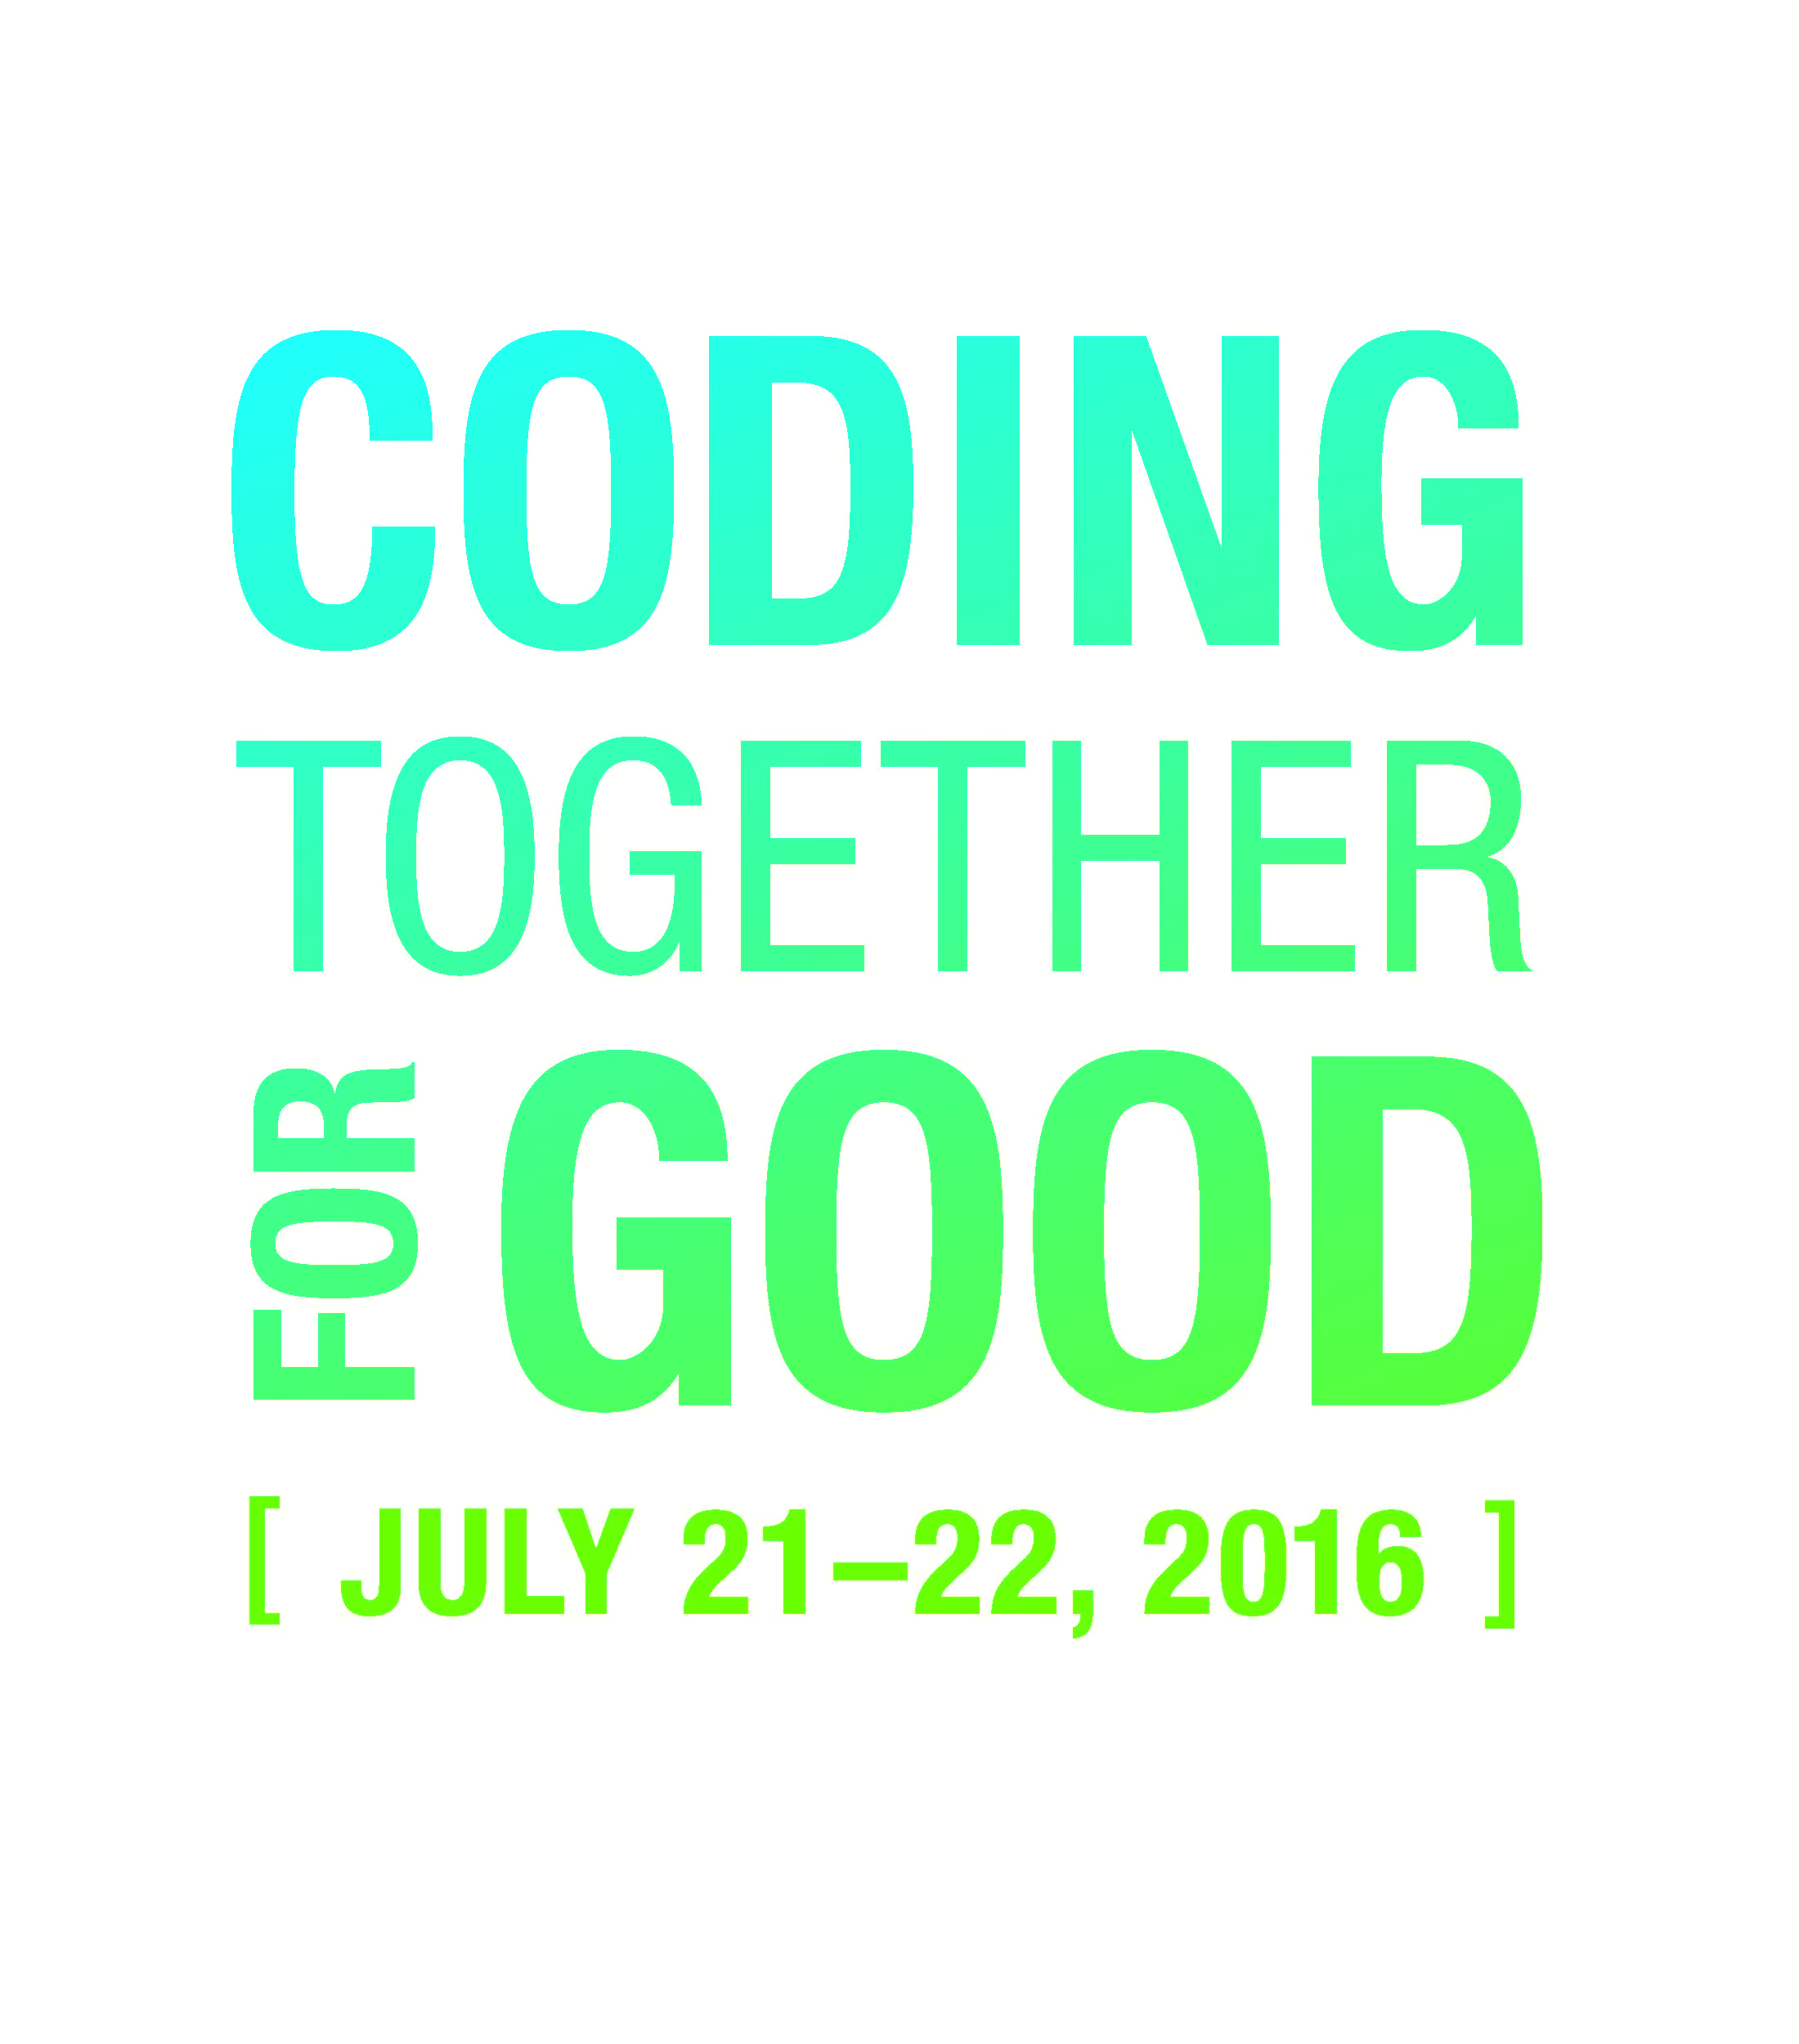 CODING
TOGETHER
FOR GOOD
[ JULY 21–22, 2016 ]